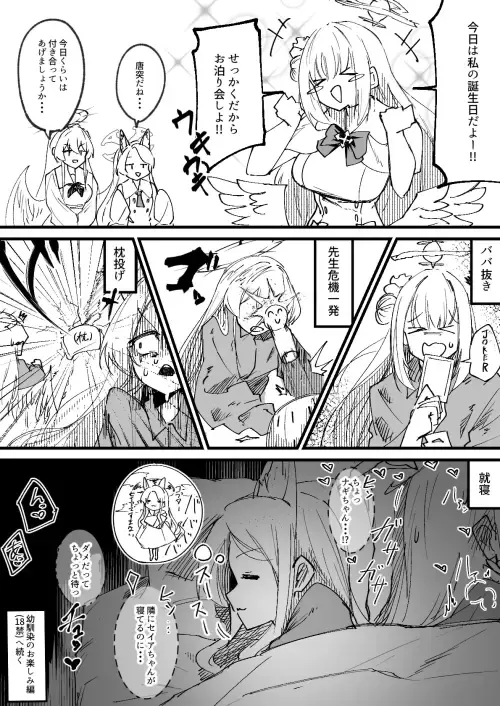 今日は私の誕生日だよー!!
せっかくだから
お泊り会しよ!!
ウキウキ
唐突だね・・・
今日くらいは
付き合って
あげましょうか・・・
ババ抜き
JOKER
先生危機一発
枕投げ
(枕)
就寝
ちょっ
ナギちゃん・・・!?
ガサガサ
スースー
隣にセイアちゃんが
寝てるのに・・・
ダメだって
ちょっと待っ
幼馴染のお楽しみ編
(18禁)へ続く